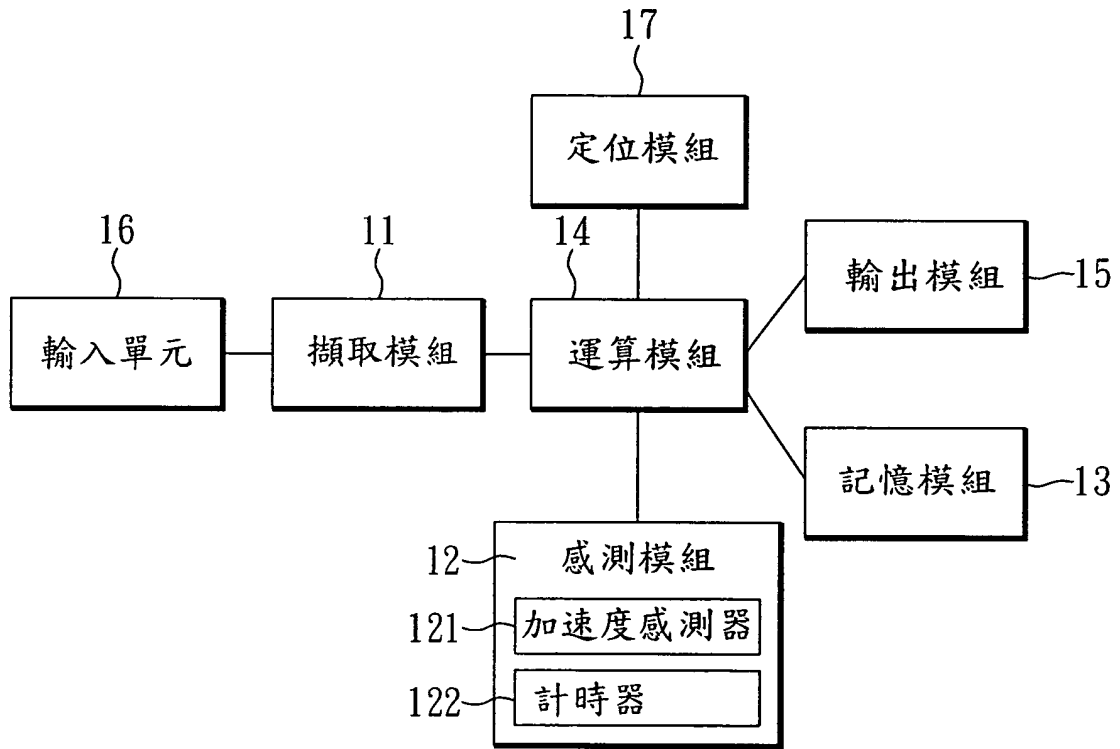 17
定位模組
16
11
14
輸出模組
15
輸入單元
擷取模組
運算模組
記憶模組
13
12
感測模組
121
加速度感測器
122
計時器